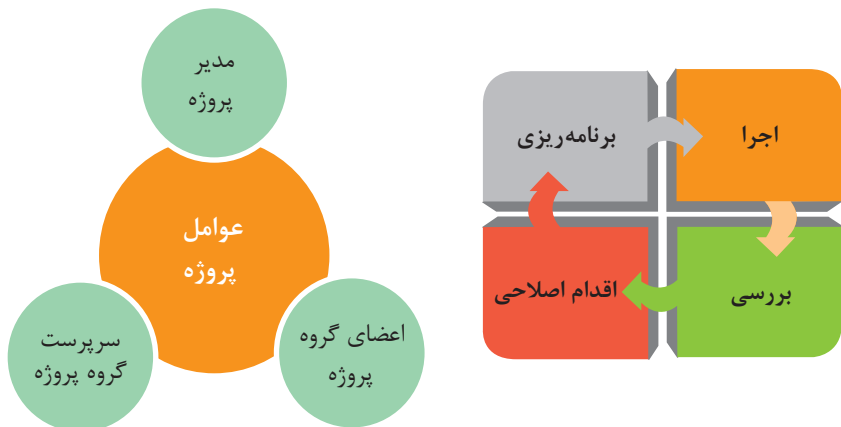 اجرا
برنامه‌ریزی
بررسی
اقدام اصلاحی
مدیر
پروژه
عوامل
پروژه
اعضای گروه
پروژه
سرپرست
گروه پروژه